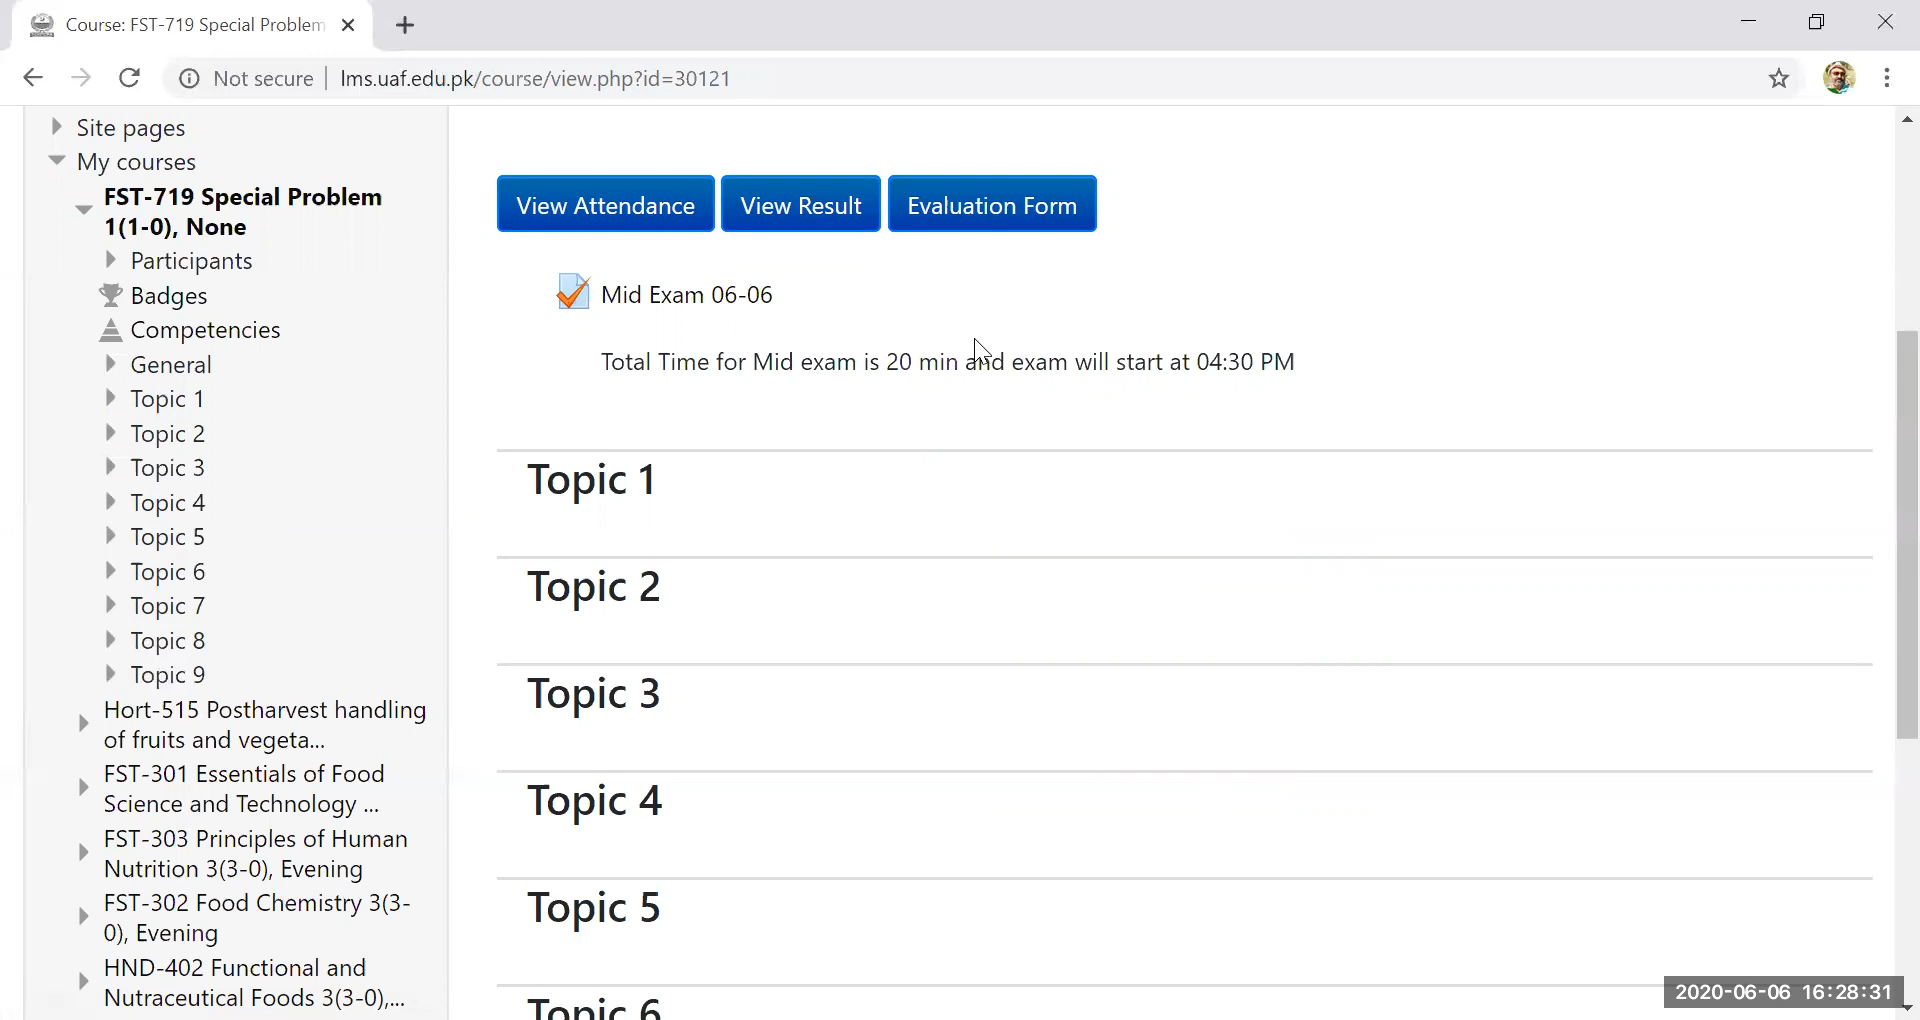 Course: FST-719 Special Problem
Not secure
lms.uaf.edu.pk/course/view.php?id=30121
Site pages
My courses
FST-719 Special Problem
1(1-0), None
Participants
Badges
Competencies
General
Topic 1
Topic 2
Topic 3
Topic 4
Topic 5
Topic 6
Topic 7
Topic 8
Topic 9
Hort-515 Postharvest handling
of fruits and vegeta...
FST-301 Essentials of Food
Science and Technology ...
FST-303 Principles of Human
Nutrition 3(3-0), Evening
FST-302 Food Chemistry 3(3-
0), Evening
HND-402 Functional and
Nutraceutical Foods 3(3-0),...
View Attendance View Result Evaluation Form
Mid Exam 06-06
Total Time for Mid exam is 20 min and exam will start at 04:30 PM
Topic 1
Topic 2
Topic 3
Topic 4
Topic 5
Topic 6
2020-06-06 16:28:31